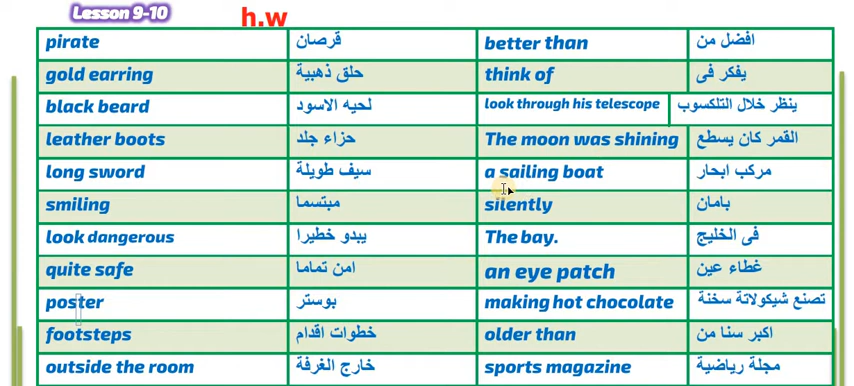 Lesson 9-10
h.w
pirate قرصان better than افضل من
gold earring حلق ذهبية think of يفكر فى
black beard لحيه الاسود look through his telescope ينظر خلال التلكسوب
leather boots حزاء جلد The moon was shining القمر كان يسطع
long sword سيف طويلة a sailing boat مركب ابحار
smiling مبتسما silently بامان
look dangerous يبدو خطيرا The bay. فى الخليج
quite safe امن تماما an eye patch غطاء عين
poster بوستر making hot chocolate تصنع شيكولاتة سخنة
footsteps خطوات اقدام older than اكبر سنا من
outside the room خارج الغرفة sports magazine مجلة رياضية